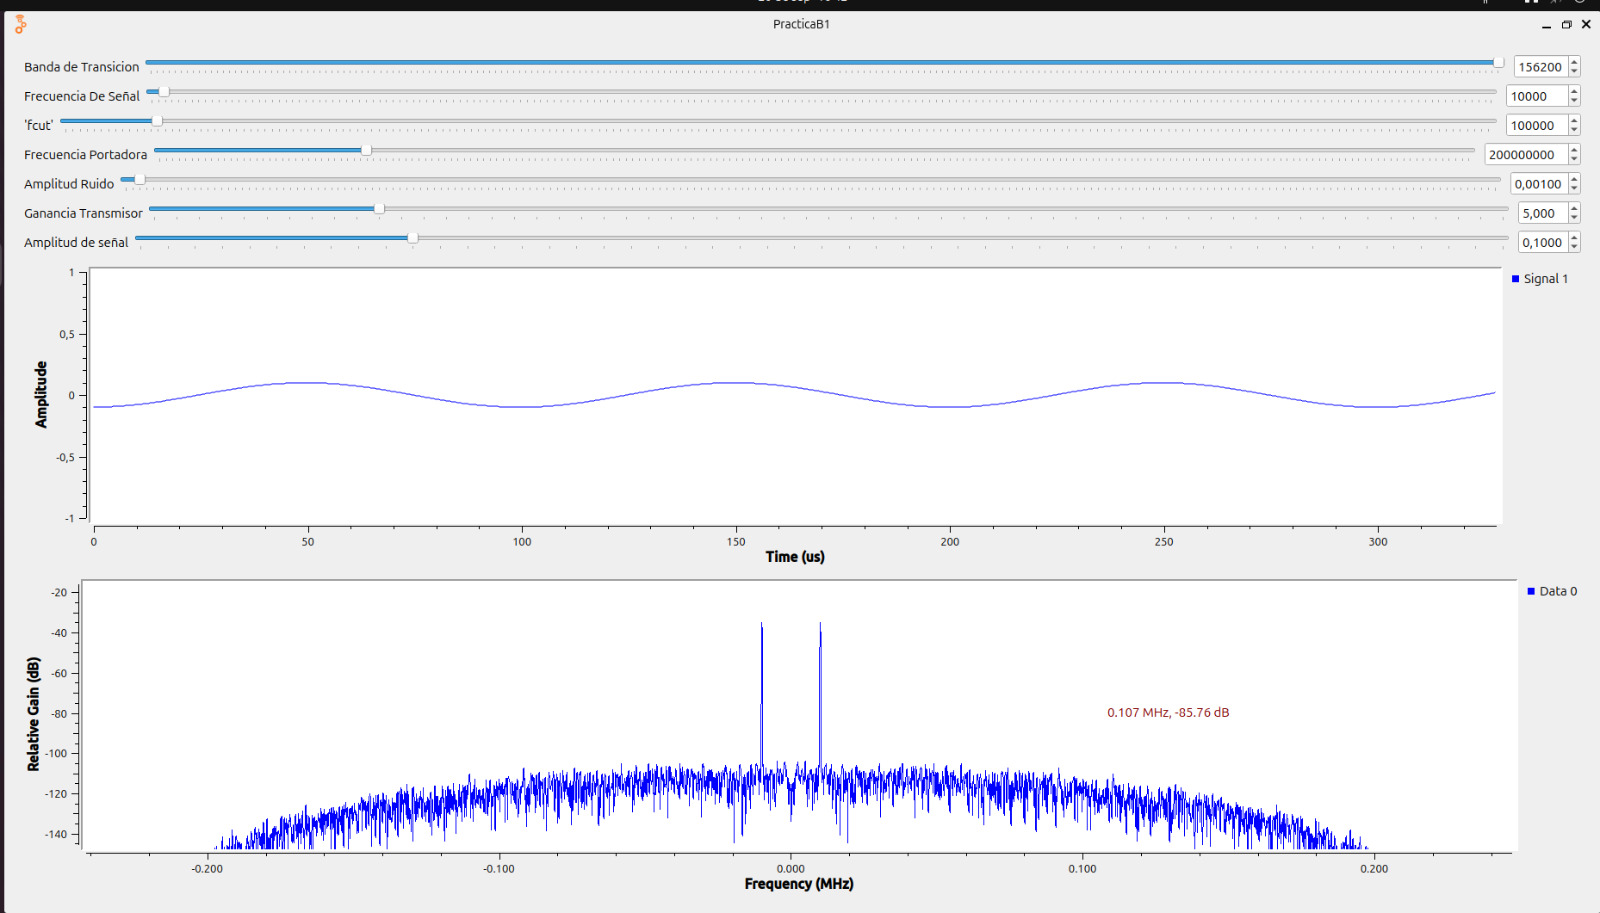 PracticaB1
Banda de Transicion 156200
Frecuencia De Señal 10000
'fcut' 100000
Frecuencia Portadora 200000000
Amplitud Ruido 0,00100
Ganancia Transmisor 5,000
Amplitud de señal 0,1000
Signal 1
1
0,5
0
-0,5
-1
Amplitude
0 50 100 150 200 250 300
Time (us)
Data 0
-20
-40
-60
-80
-100
-120
-140
Relative Gain (dB)
0.107 MHz, -85.76 dB
-0.200 -0.100 0.000 0.100 0.200
Frequency (MHz)